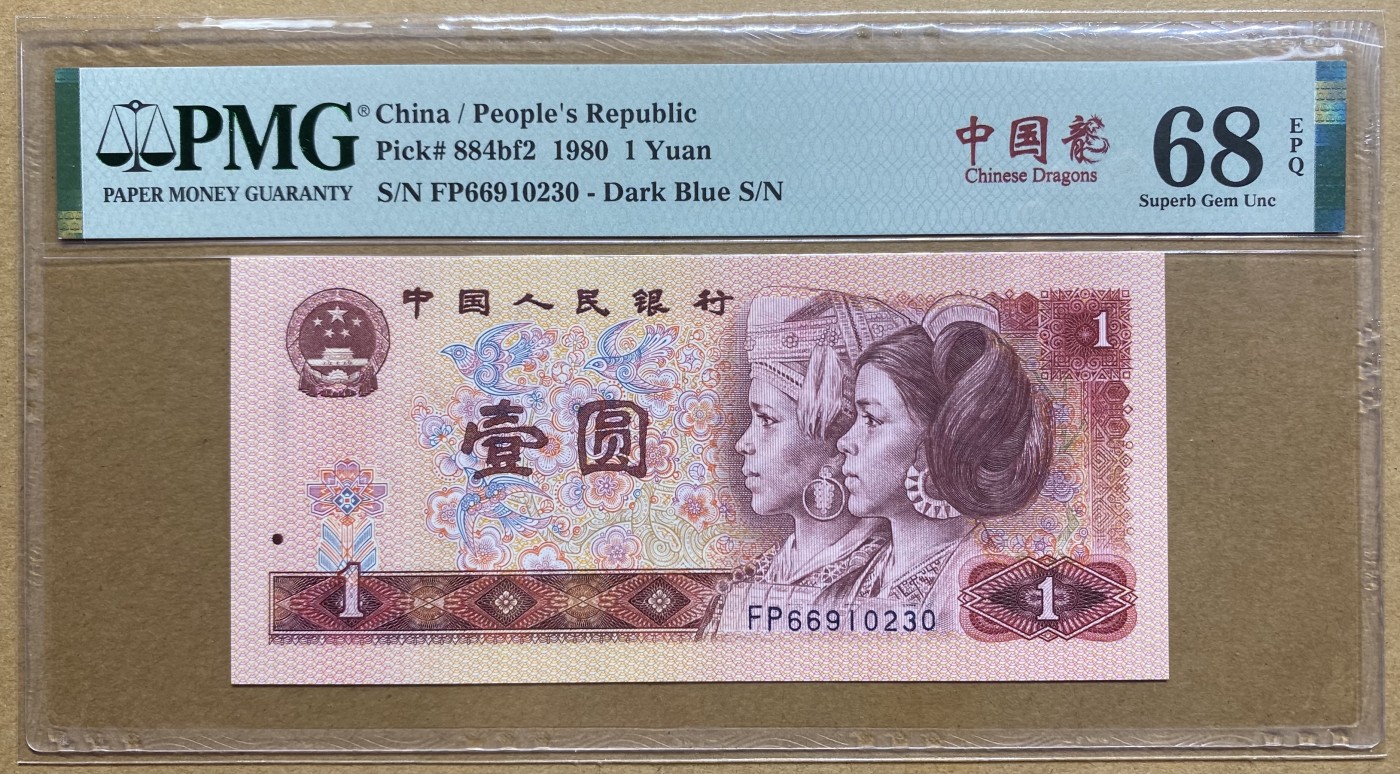 PMG®
PAPER MONEY GUARANTY
China / People's Republic
Pick# 884bf2 1980 1 Yuan
S/N FP66910230 - Dark Blue S/N
中国龙
Chinese Dragons
68
EPQ
Superb Gem Unc
中国人民银行
1
壹圆
1
FP66910230
1